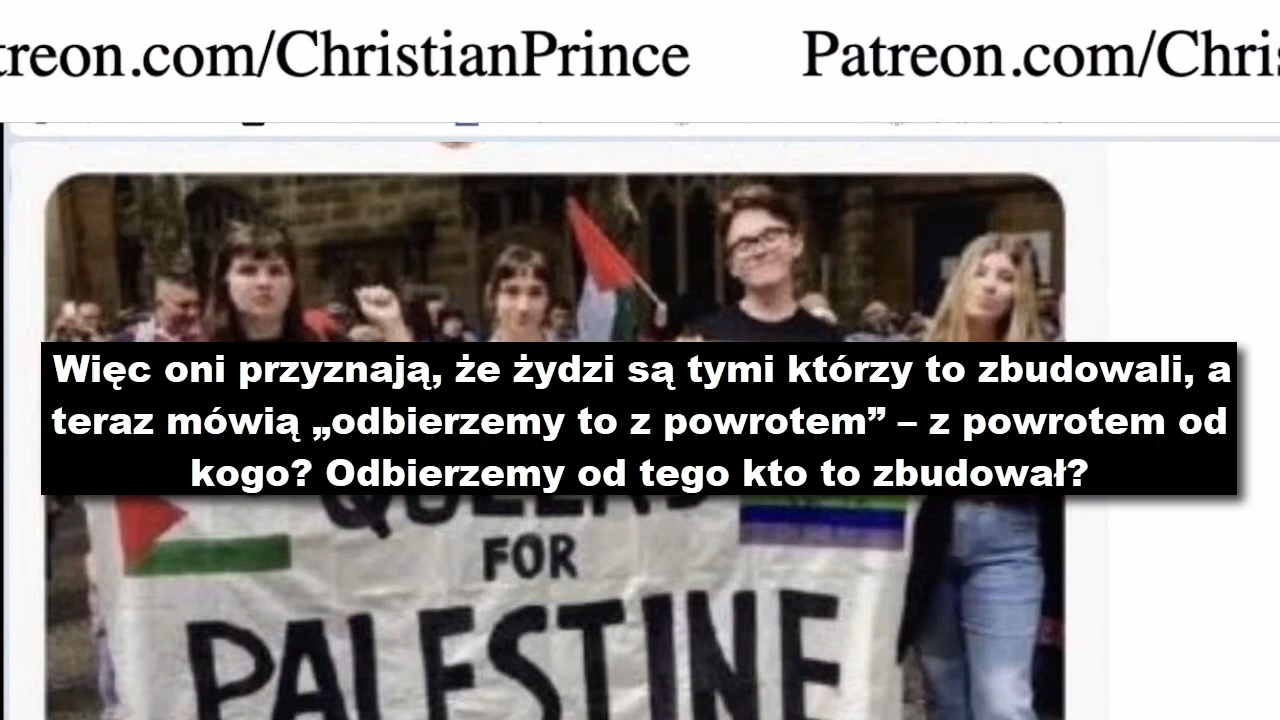 treon.com/ChristianPrince Patreon.com/Chris
Więc oni przyznają, że żydzi są tymi którzy to zbudowali, a
teraz mówią „odbierzemy to z powrotem” – z powrotem od
kogo? Odbierzemy od tego kto to zbudował?
FOR
PALESTINE